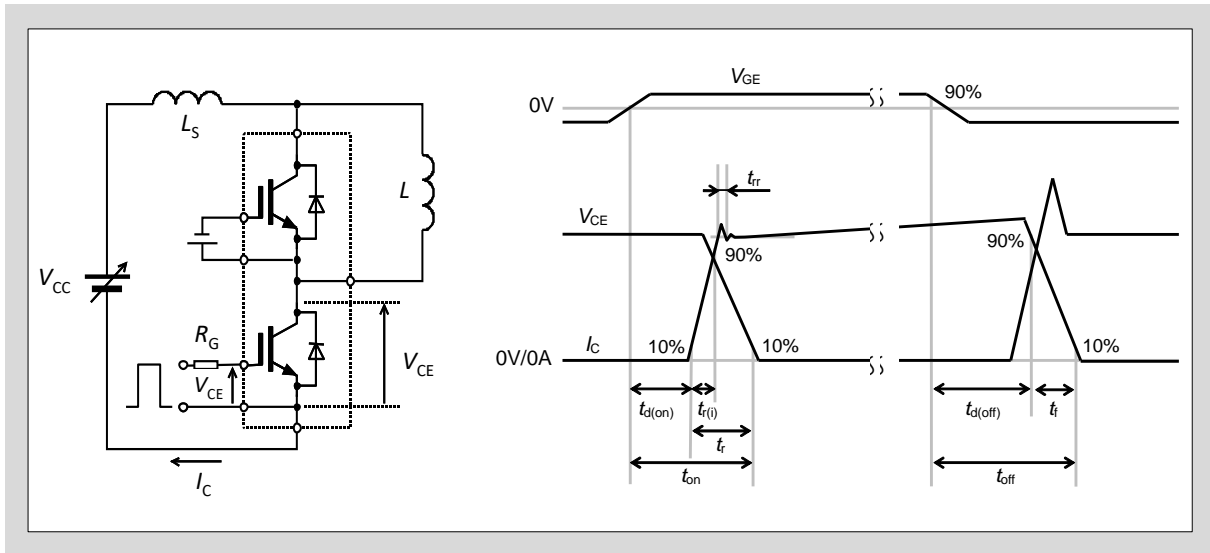 L_S
L
V_CC
R_G
V_CE
V_CE
I_C
V_GE
0V
90%
t_rr
V_CE
90%
90%
I_C
0V/0A
10%
10%
10%
t_d(on)
t_r(i)
t_d(off)
t_f
t_r
t_on
t_off